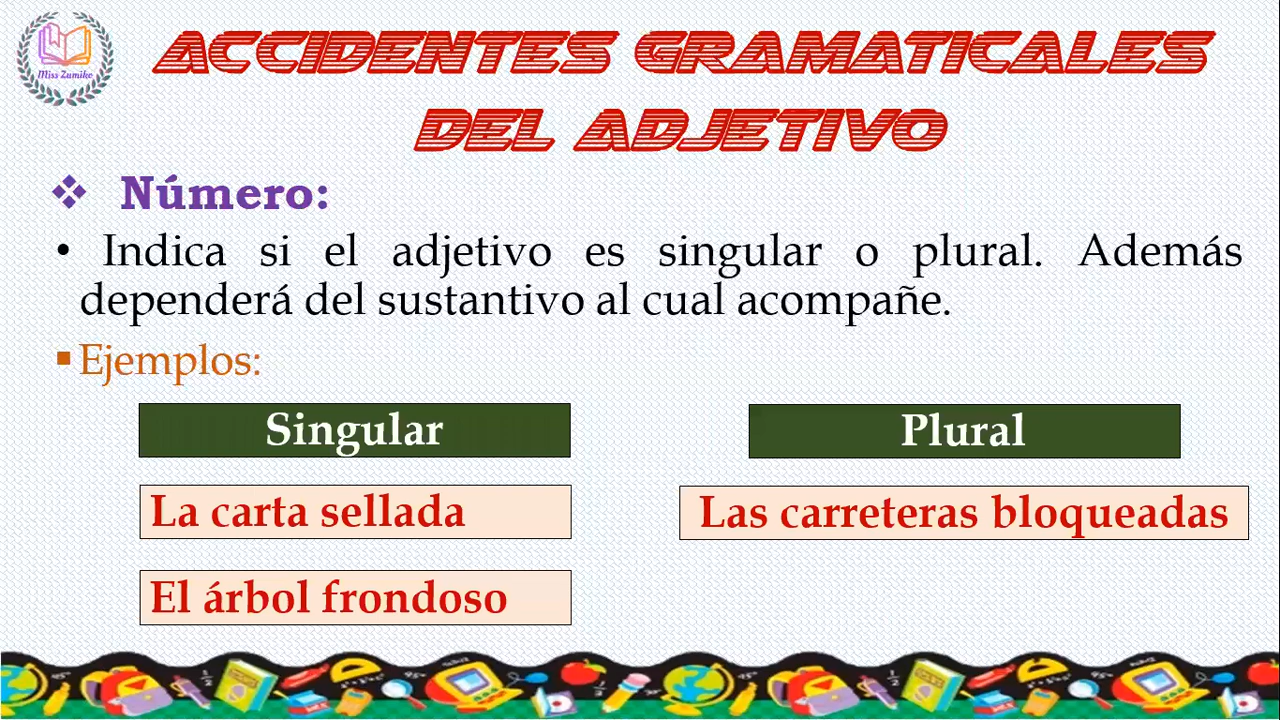 Miss Zumiko
ACCIDENTES GRAMATICALES
DEL ADJETIVO
❖ Número:
• Indica si el adjetivo es singular o plural. Además
dependerá del sustantivo al cual acompañe.
▪ Ejemplos:
Singular
Plural
La carta sellada
Las carreteras bloqueadas
El árbol frondoso